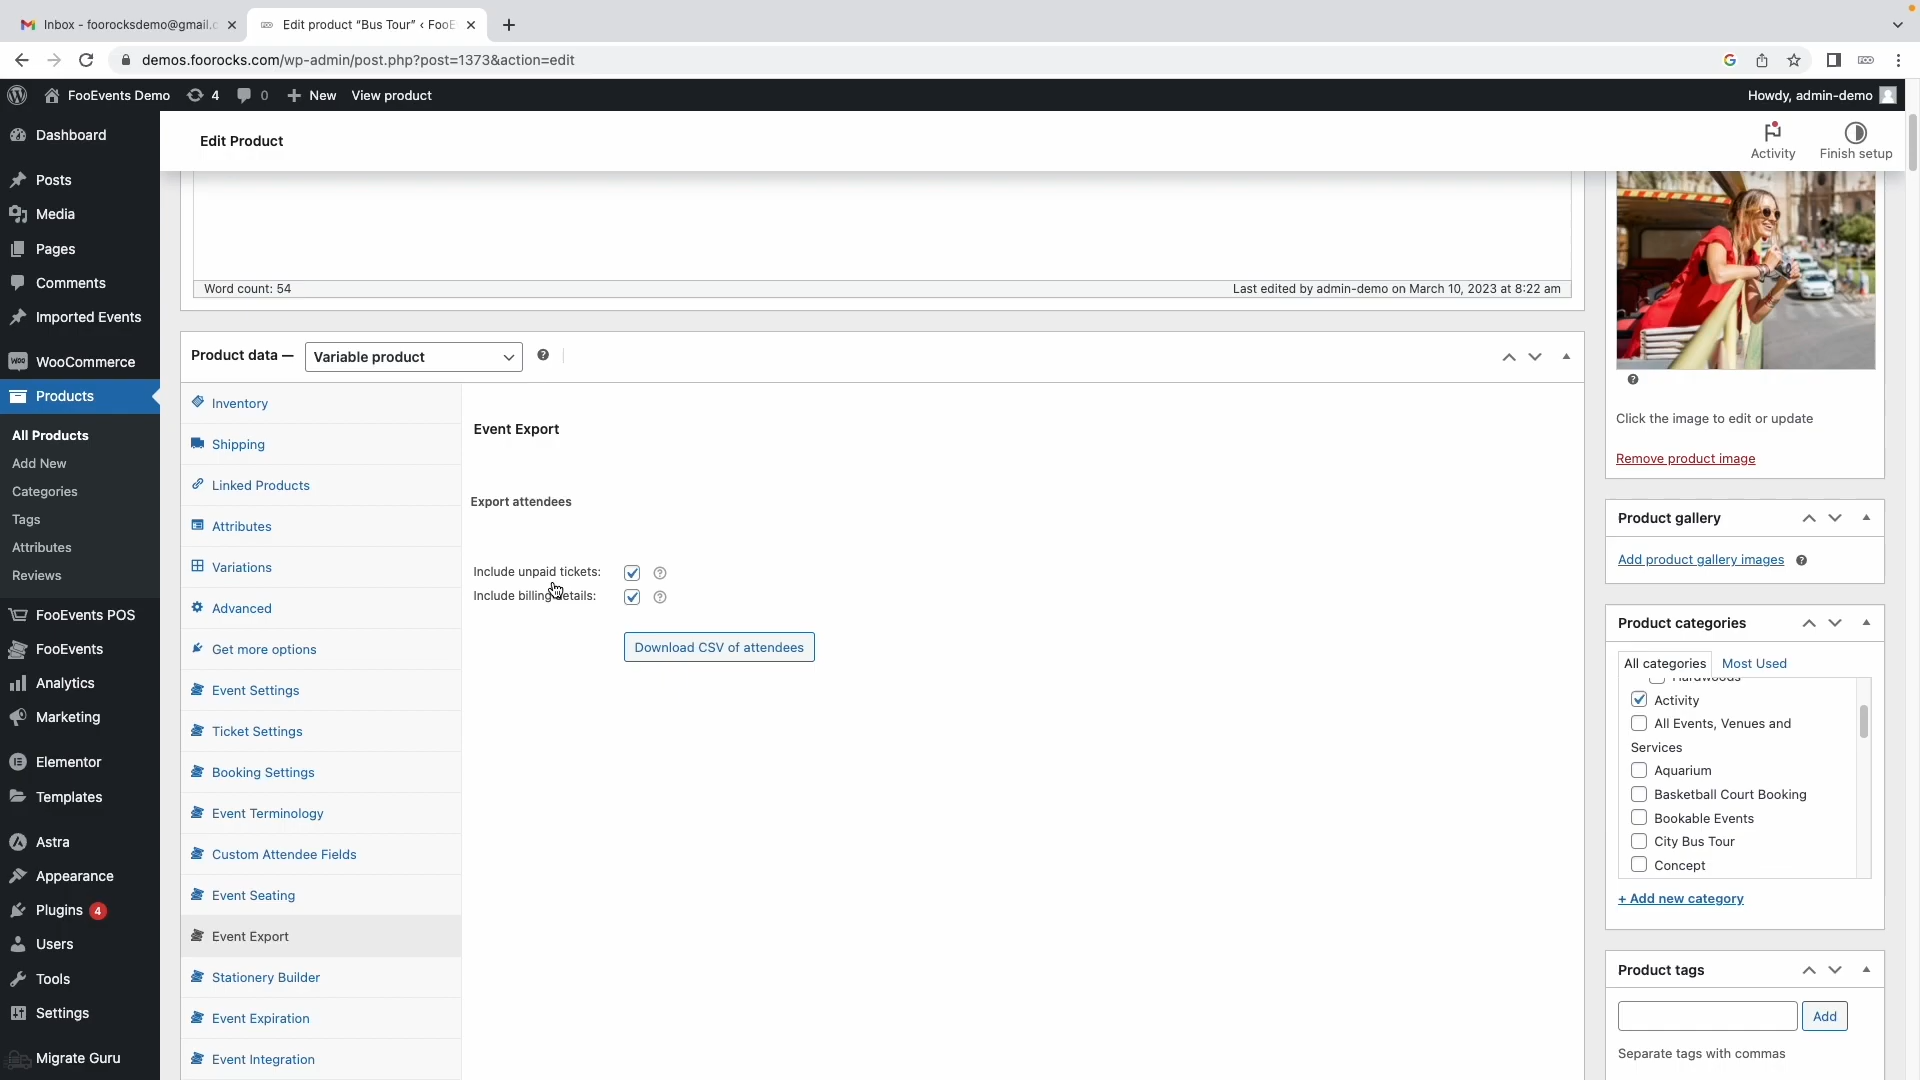 Inbox - foorocksdemo@gmail.c
Edit product “Bus Tour” ‹ FooE
demos.foorocks.com/wp-admin/post.php?post=1373&action=edit
FooEvents Demo 4 0 New View product
Howdy, admin-demo
Dashboard
Posts
Media
Pages
Comments
Imported Events
WooCommerce
Products
All Products
Add New
Categories
Tags
Attributes
Reviews
FooEvents POS
FooEvents
Analytics
Marketing
Elementor
Templates
Astra
Appearance
Plugins 4
Users
Tools
Settings
Migrate Guru
Edit Product
Activity
Finish setup
Word count: 54
Last edited by admin-demo on March 10, 2023 at 8:22 am
Product data — Variable product
Inventory
Shipping
Linked Products
Attributes
Variations
Advanced
Get more options
Event Settings
Ticket Settings
Booking Settings
Event Terminology
Custom Attendee Fields
Event Seating
Event Export
Stationery Builder
Event Expiration
Event Integration
Event Export
Export attendees
Include unpaid tickets:
Include billing details:
Download CSV of attendees
Click the image to edit or update
Remove product image
Product gallery
Add product gallery images
Product categories
All categories Most Used
Hardwoods
Activity
All Events, Venues and
Services
Aquarium
Basketball Court Booking
Bookable Events
City Bus Tour
Concept
+ Add new category
Product tags
Add
Separate tags with commas